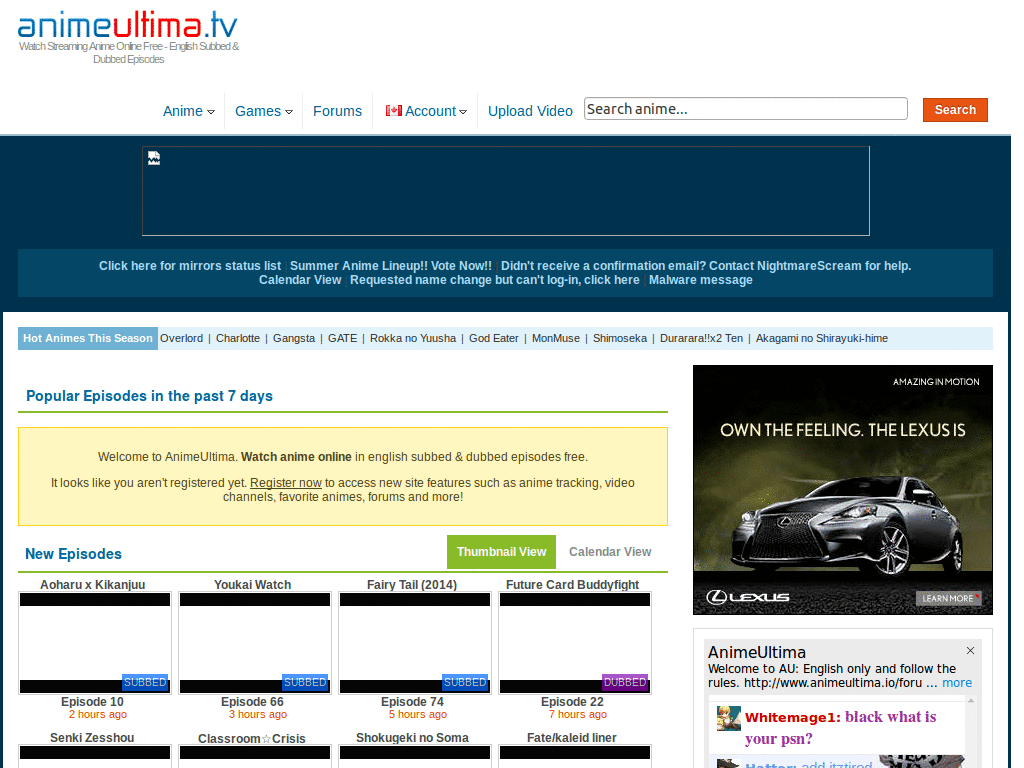 animeultima.tv
Watch Streaming Anime Online Free - English Subbed &
Dubbed Episodes
Anime Games Forums Account Upload Video Search anime... Search
Click here for mirrors status list | Summer Anime Lineup!! Vote Now!! | Didn't receive a confirmation email? Contact NightmareScream for help.
Calendar View | Requested name change but can't log-in, click here | Malware message
Hot Animes This Season Overlord | Charlotte | Gangsta | GATE | Rokka no Yuusha | God Eater | MonMuse | Shimoseka | Durarara!!x2 Ten | Akagami no Shirayuki-hime
Popular Episodes in the past 7 days
Welcome to AnimeUltima. Watch anime online in english subbed & dubbed episodes free.
It looks like you aren't registered yet. Register now to access new site features such as anime tracking, video
channels, favorite animes, forums and more!
New Episodes Thumbnail View Calendar View
Aoharu x Kikanjuu Youkai Watch Fairy Tail (2014) Future Card Buddyfight
SUBBED SUBBED SUBBED DUBBED
Episode 10 Episode 66 Episode 74 Episode 22
2 hours ago 3 hours ago 5 hours ago 7 hours ago
Senki Zesshou Classroom☆Crisis Shokugeki no Soma Fate/kaleid liner
AMAZING IN MOTION
OWN THE FEELING. THE LEXUS IS
LEXUS LEARN MORE
AnimeUltima
Welcome to AU: English only and follow the
rules. http://www.animeultima.io/foru ... more
Whitemage1: black what is
your psn?
Hatter: add itztired